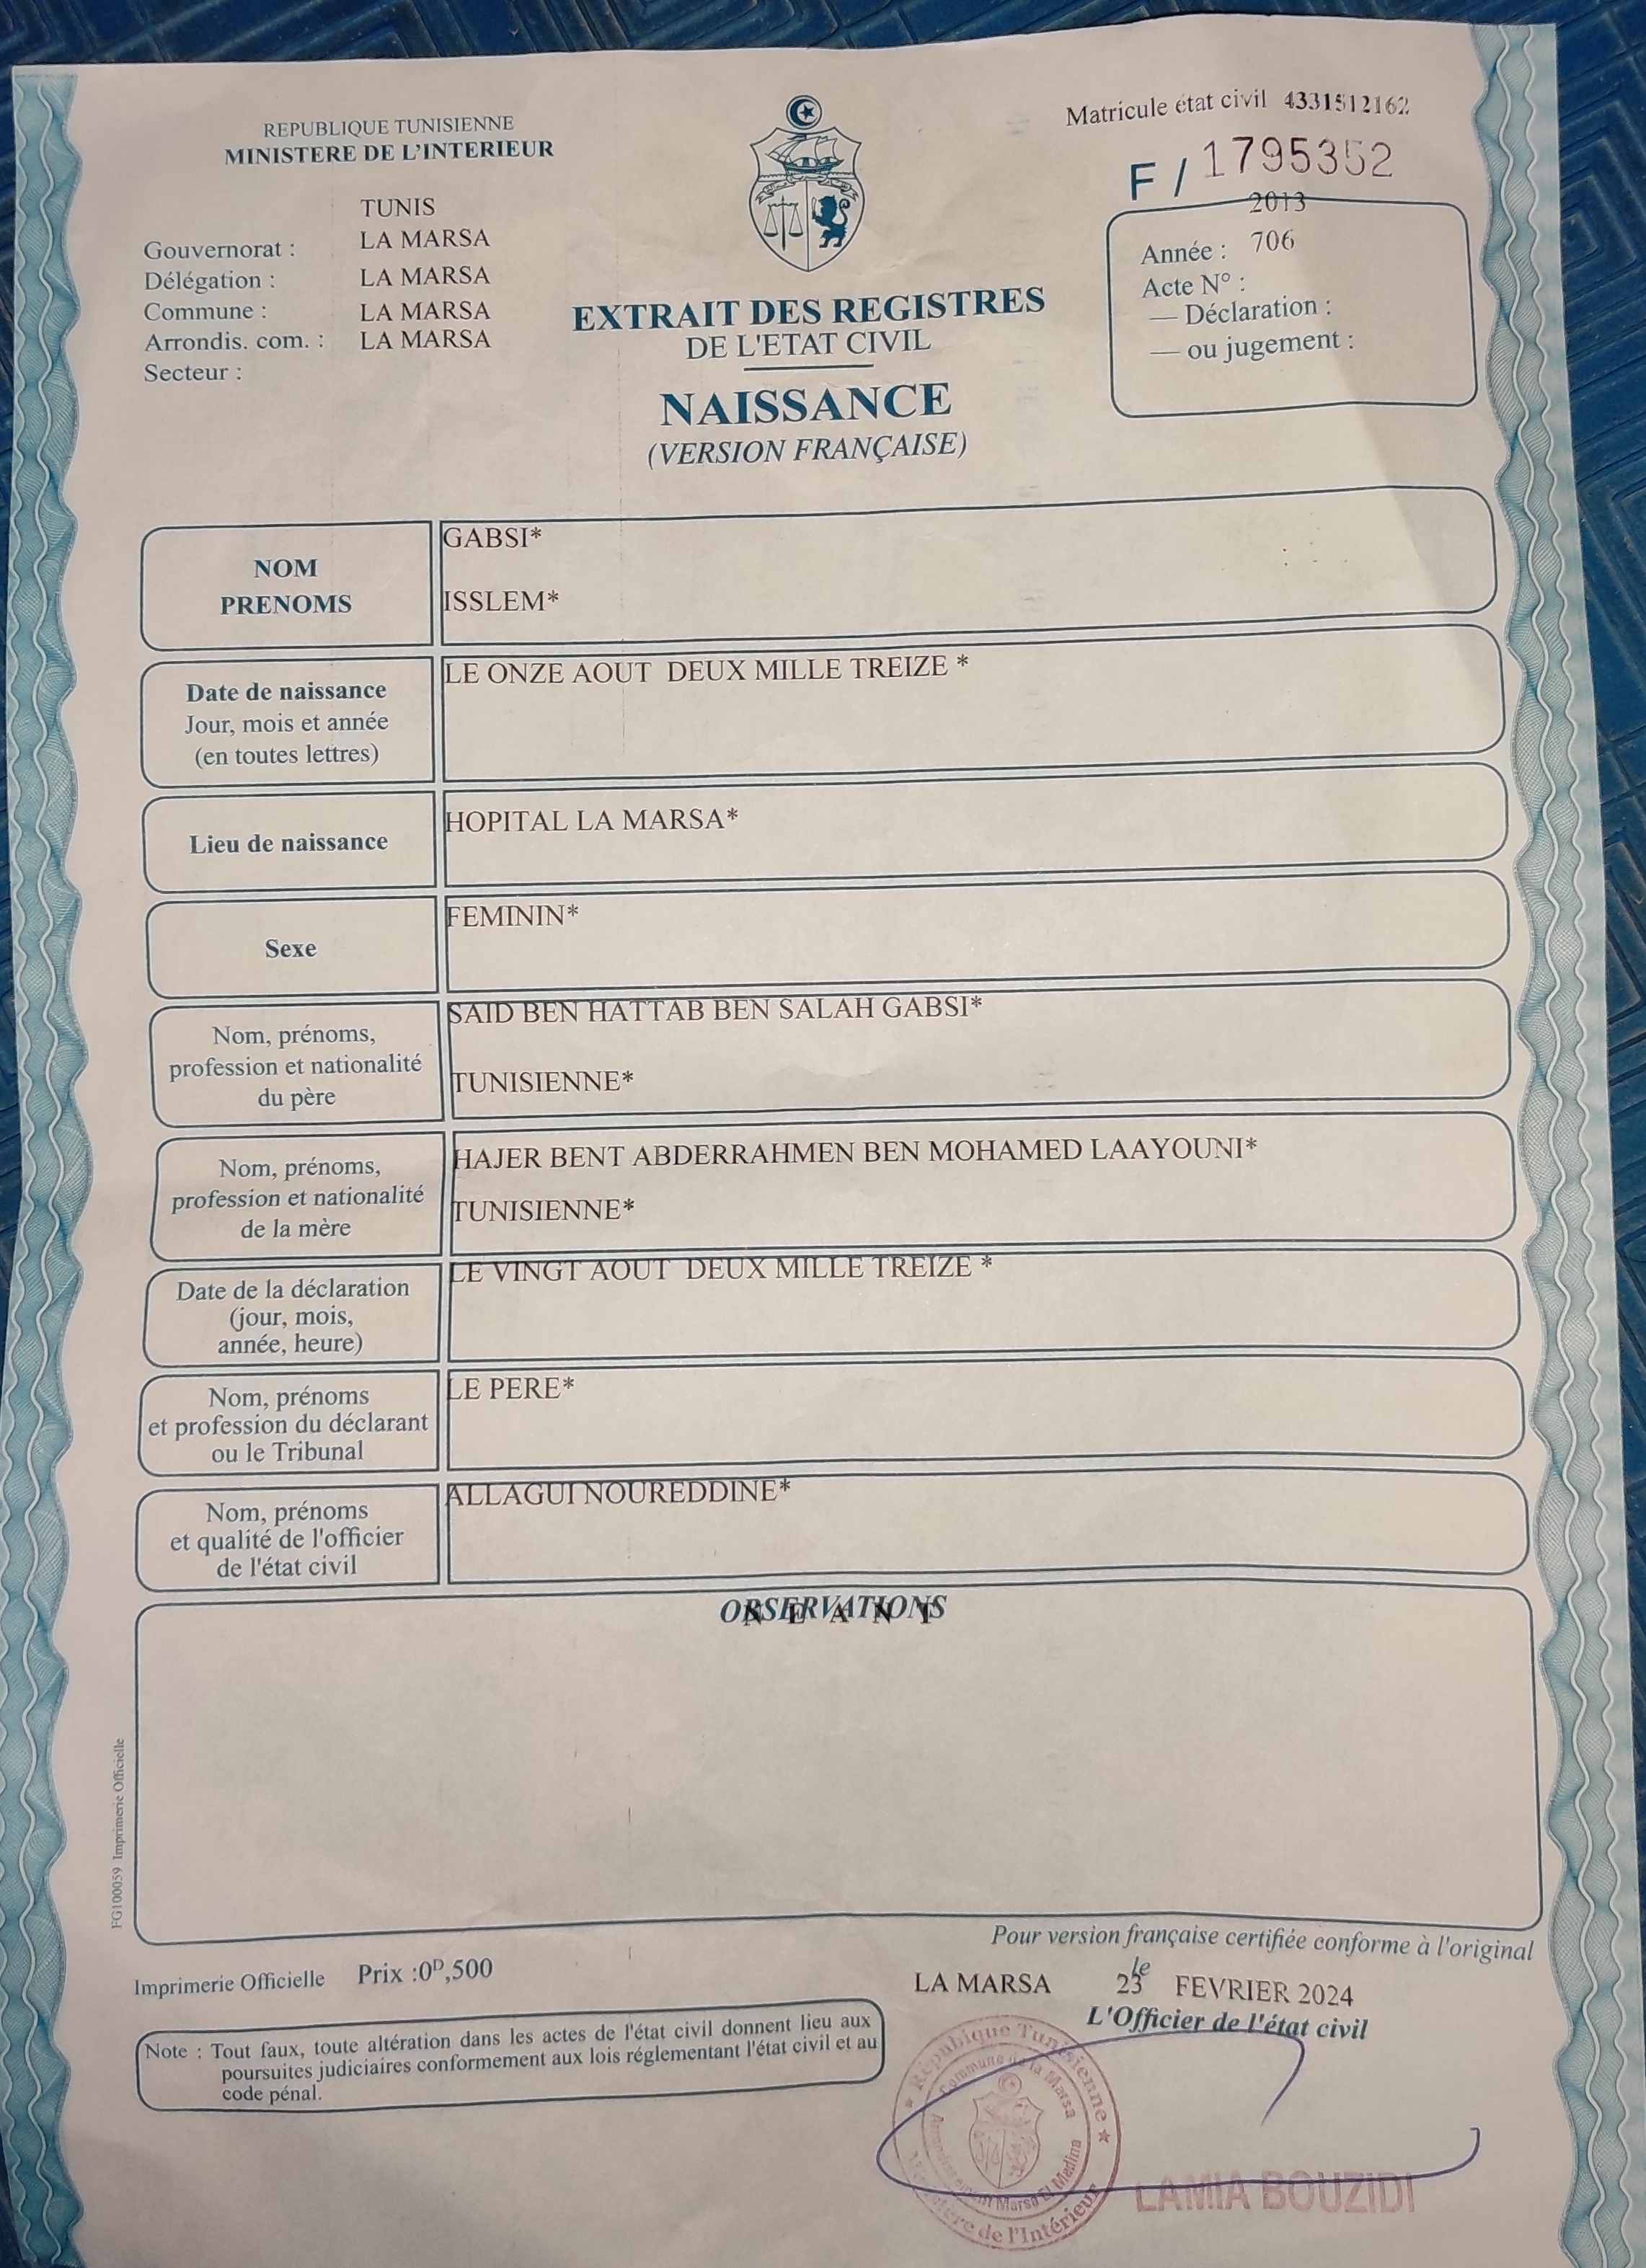 REPUBLIQUE TUNISIENNE
MINISTERE DE L'INTERIEUR
Matricule état civil 4331512162
F / 1795352
TUNIS
Gouvernorat : LA MARSA
Délégation : LA MARSA
Commune : LA MARSA
Arrondis. com. : LA MARSA
Secteur :
2013
Année : 706
Acte N° :
— Déclaration :
— ou jugement :
EXTRAIT DES REGISTRES
DE L'ETAT CIVIL
NAISSANCE
(VERSION FRANÇAISE)
NOM
PRENOMS
GABSI*
ISSLEM*
Date de naissance
Jour, mois et année
(en toutes lettres)
LE ONZE AOUT DEUX MILLE TREIZE *
Lieu de naissance
HOPITAL LA MARSA*
Sexe
FEMININ*
Nom, prénoms,
profession et nationalité
du père
SAID BEN HATTAB BEN SALAH GABSI*
TUNISIENNE*
Nom, prénoms,
profession et nationalité
de la mère
HAJER BENT ABDERRAHMEN BEN MOHAMED LAAYOUNI*
TUNISIENNE*
Date de la déclaration
(jour, mois,
année, heure)
LE VINGT AOUT DEUX MILLE TREIZE *
Nom, prénoms
et profession du déclarant
ou le Tribunal
LE PERE*
Nom, prénoms
et qualité de l'officier
de l'état civil
ALLAGUI NOUREDDINE*
OBSERVATIONS
N E A N T
FG100059 Imprimerie Officielle
Pour version française certifiée conforme à l'original
Imprimerie Officielle Prix :0D,500
LA MARSA le 23 FEVRIER 2024
L'Officier de l'état civil
Note : Tout faux, toute altération dans les actes de l'état civil donnent lieu aux
poursuites judiciaires conformement aux lois réglementant l'état civil et au
code pénal.
République Tunisienne
Commune de la Marsa
Arrondissement Marsa El Madina
Ministère de l'Intérieur
LAMIA BOUZIDI